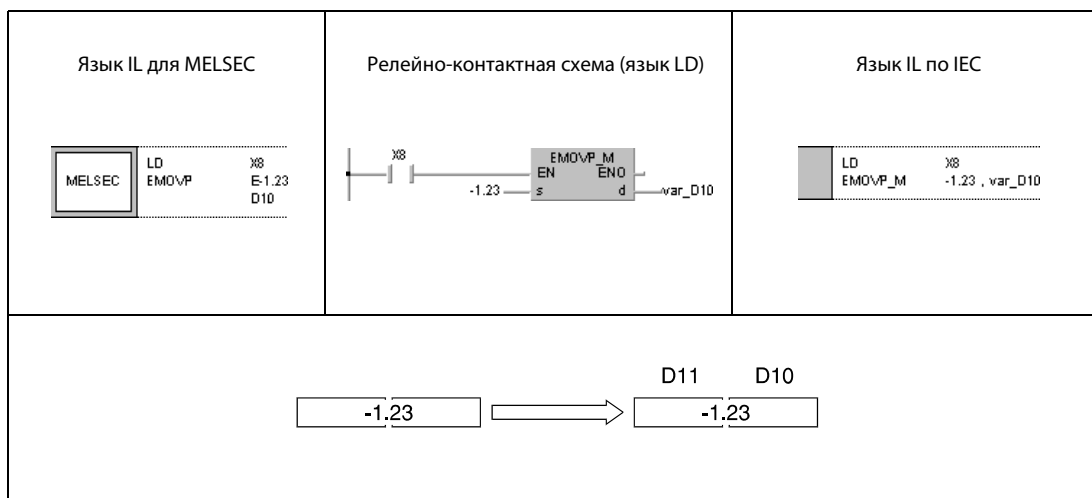 Язык IL для MELSEC
Релейно-контактная схема (язык LD)
Язык IL по IEC
MELSEC
LD X8
EMOVP E-1.23
D10
X8
EMOVP_M
EN ENO
-1.23 s d var_D10
LD X8
EMOVP_M -1.23 , var_D10
D11 D10
-1.23 -1.23